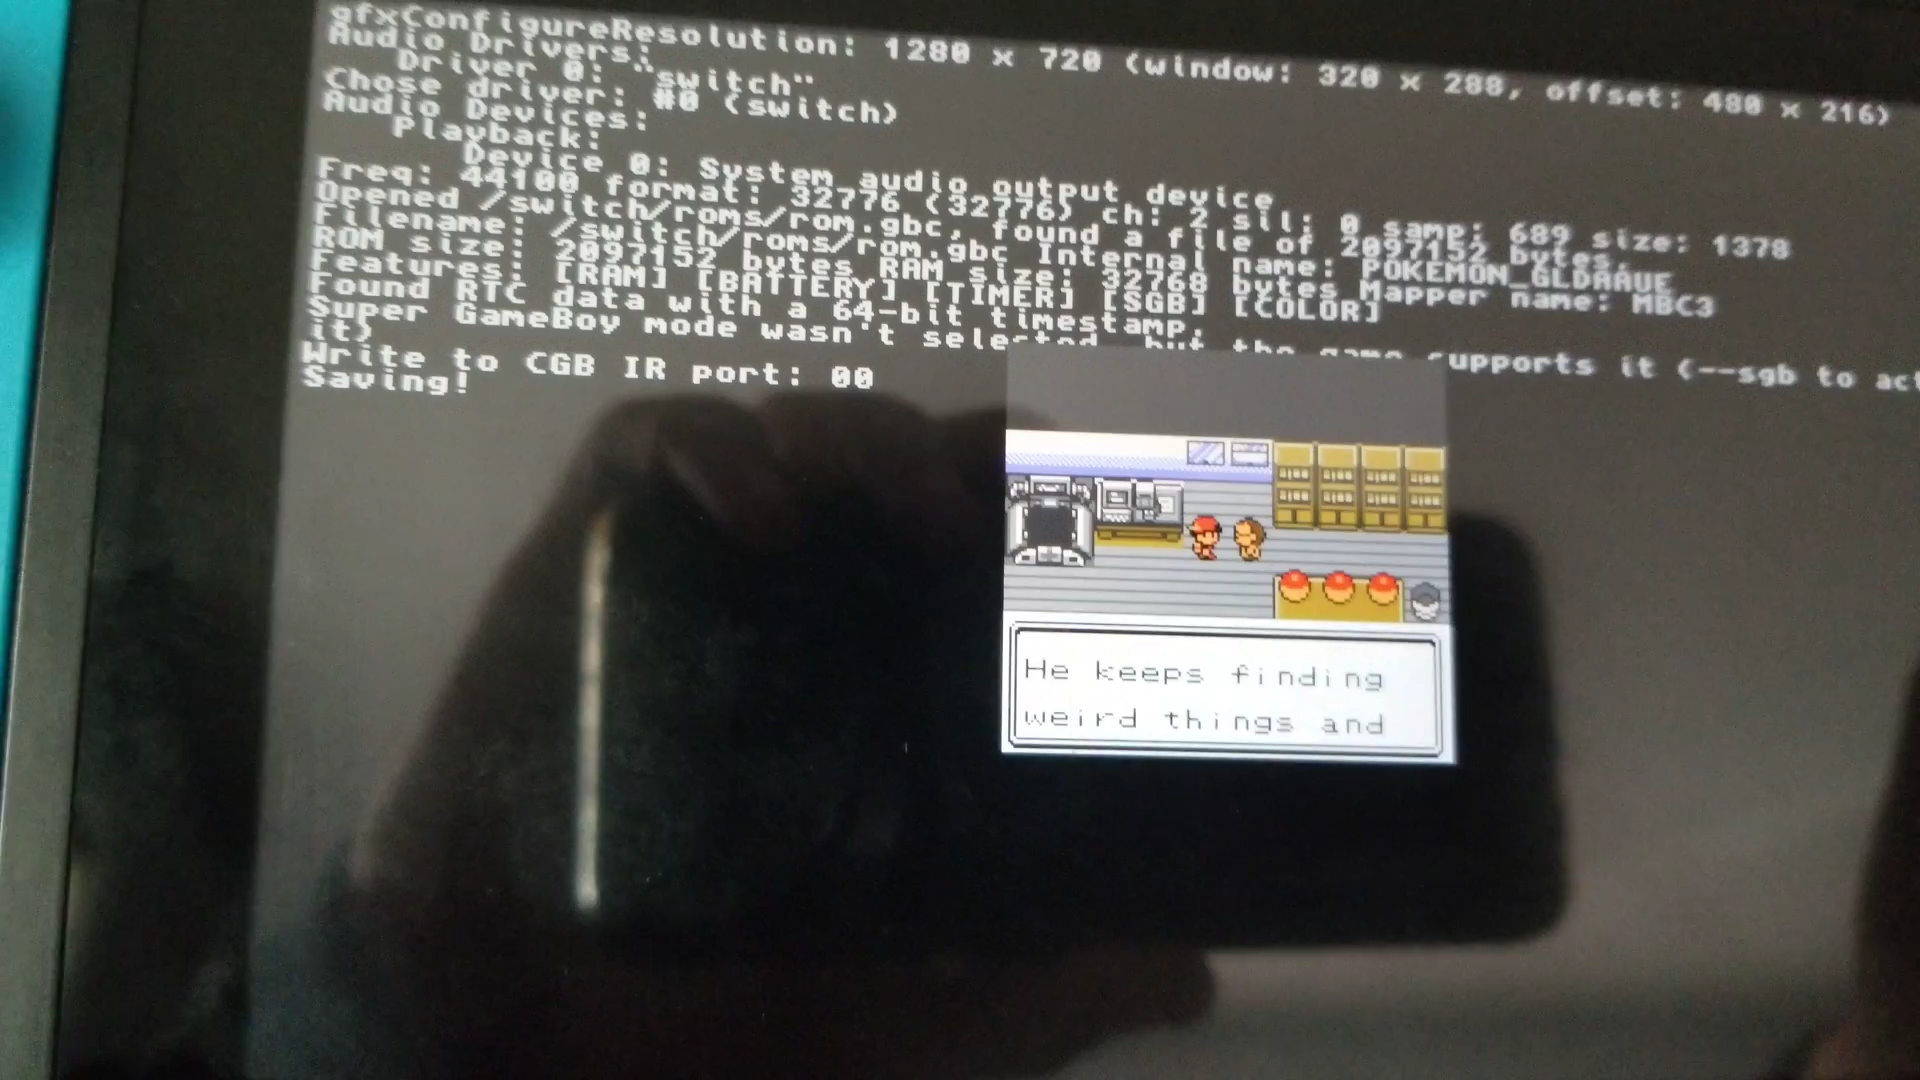 gfxConfigureResolution: 1280 x 720 (window: 320 x 288, offset: 480 x 216)
Audio Drivers:
Driver 0: "switch"
Chose driver: #0 (switch)
Audio Devices:
Playback:
Device 0: System audio output device
Freq: 44100 format: 32776 (32776) ch: 2 sil: 0 samp: 689 size: 1378
Opened /switch/roms/rom.gbc, found a file of 2097152 bytes.
Filename: /switch/roms/rom.gbc Internal name: POKEMON_GLDAAUE
ROM size: 2097152 bytes RAM size: 32768 bytes Mapper name: MBC3
Features: [RAM] [BATTERY] [TIMER] [SGB] [COLOR]
Found RTC data with a 64-bit timestamp.
Super GameBoy mode wasn't selected, but the game supports it (--sgb to act
it)
Write to CGB IR port: 00
Saving!
He keeps finding
weird things and